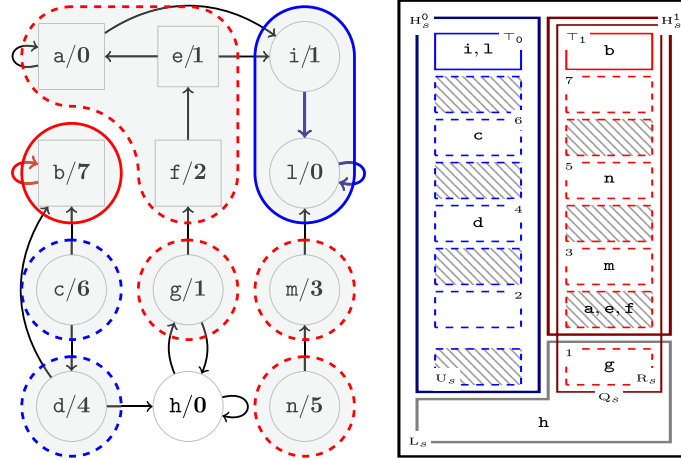 a/0 e/1 i/1
b/7 f/2 l/0
c/6 g/1 m/3
d/4 h/0 n/5
H⁰ₛ H¹ₛ
⊤₀ ⊤₁
i, l b
7
6
c
5
n
4
d
3
m
2
a, e, f
1
g
Uₛ Rₛ
Qₛ
h
Lₛ